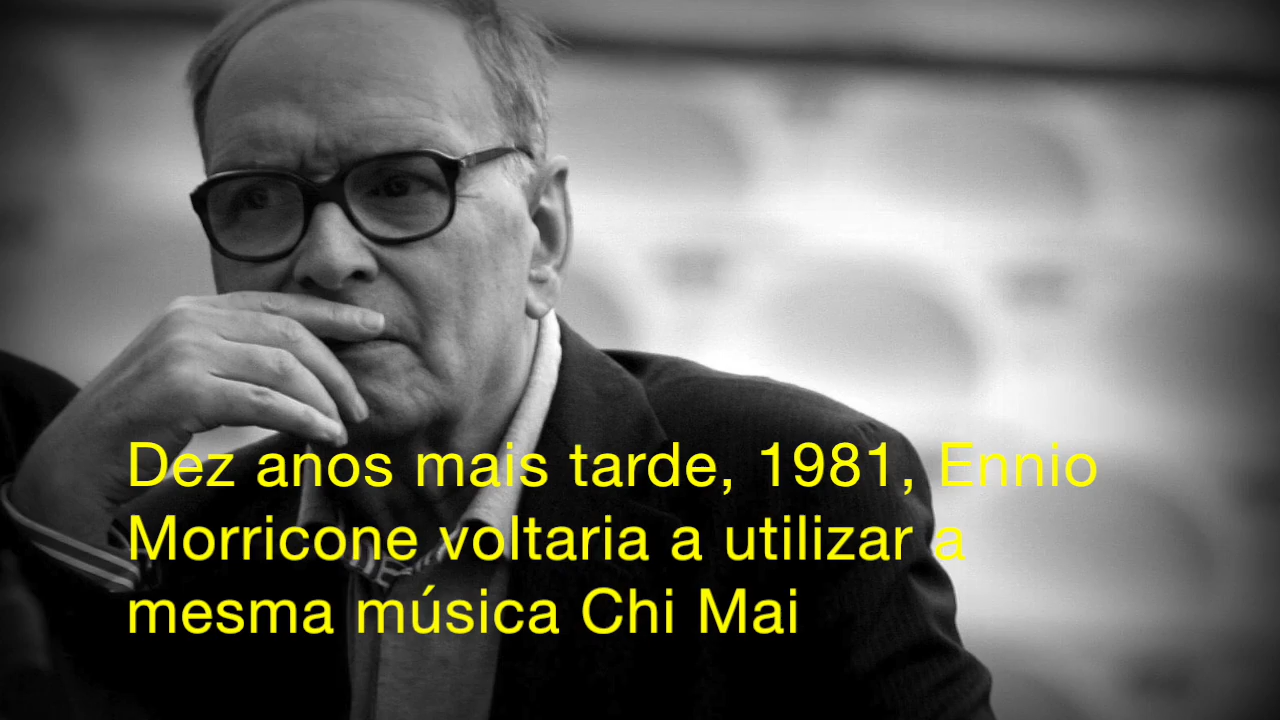 Dez anos mais tarde, 1981, Ennio
Morricone voltaria a utilizar a
mesma música Chi Mai